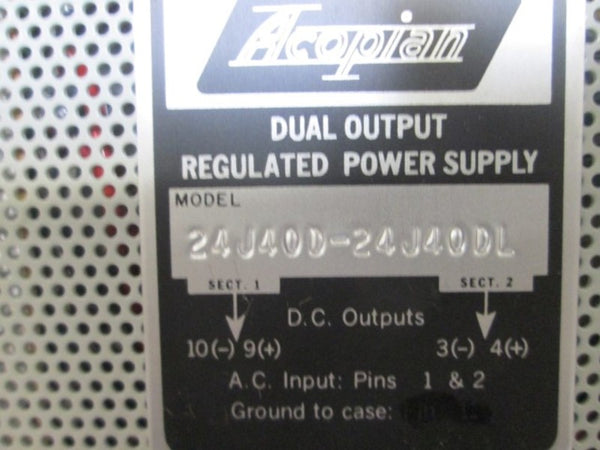 Acopian
DUAL OUTPUT
REGULATED POWER SUPPLY
MODEL
24J40D-24J40DL
SECT. 1 SECT. 2
D.C. Outputs
10(-) 9(+) 3(-) 4(+)
A.C. Input: Pins 1 & 2
Ground to case: